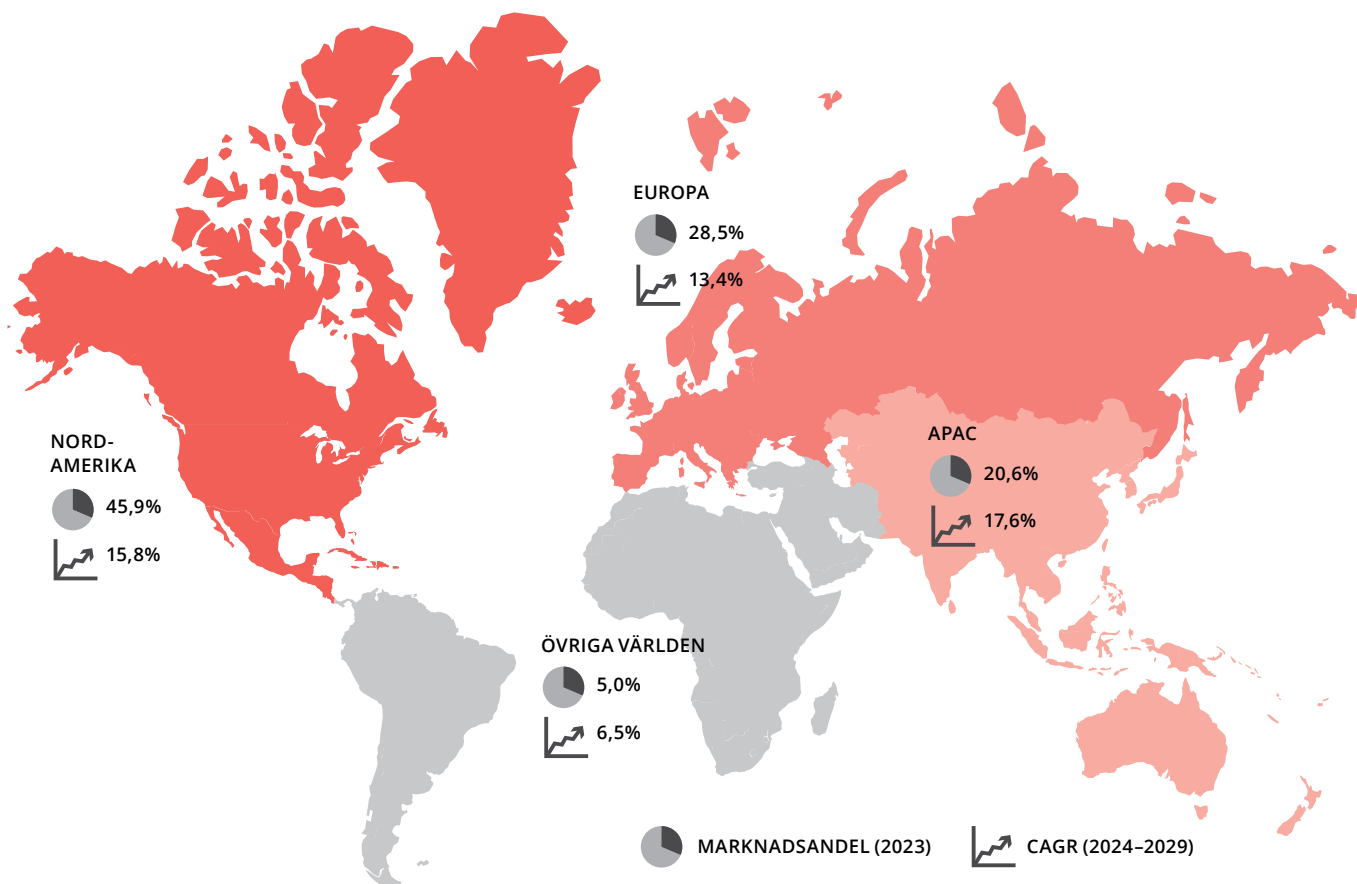 EUROPA
28,5%
13,4%
NORD-
AMERIKA
45,9%
15,8%
APAC
20,6%
17,6%
ÖVRIGA VÄRLDEN
5,0%
6,5%
MARKNADSANDEL (2023)
CAGR (2024–2029)